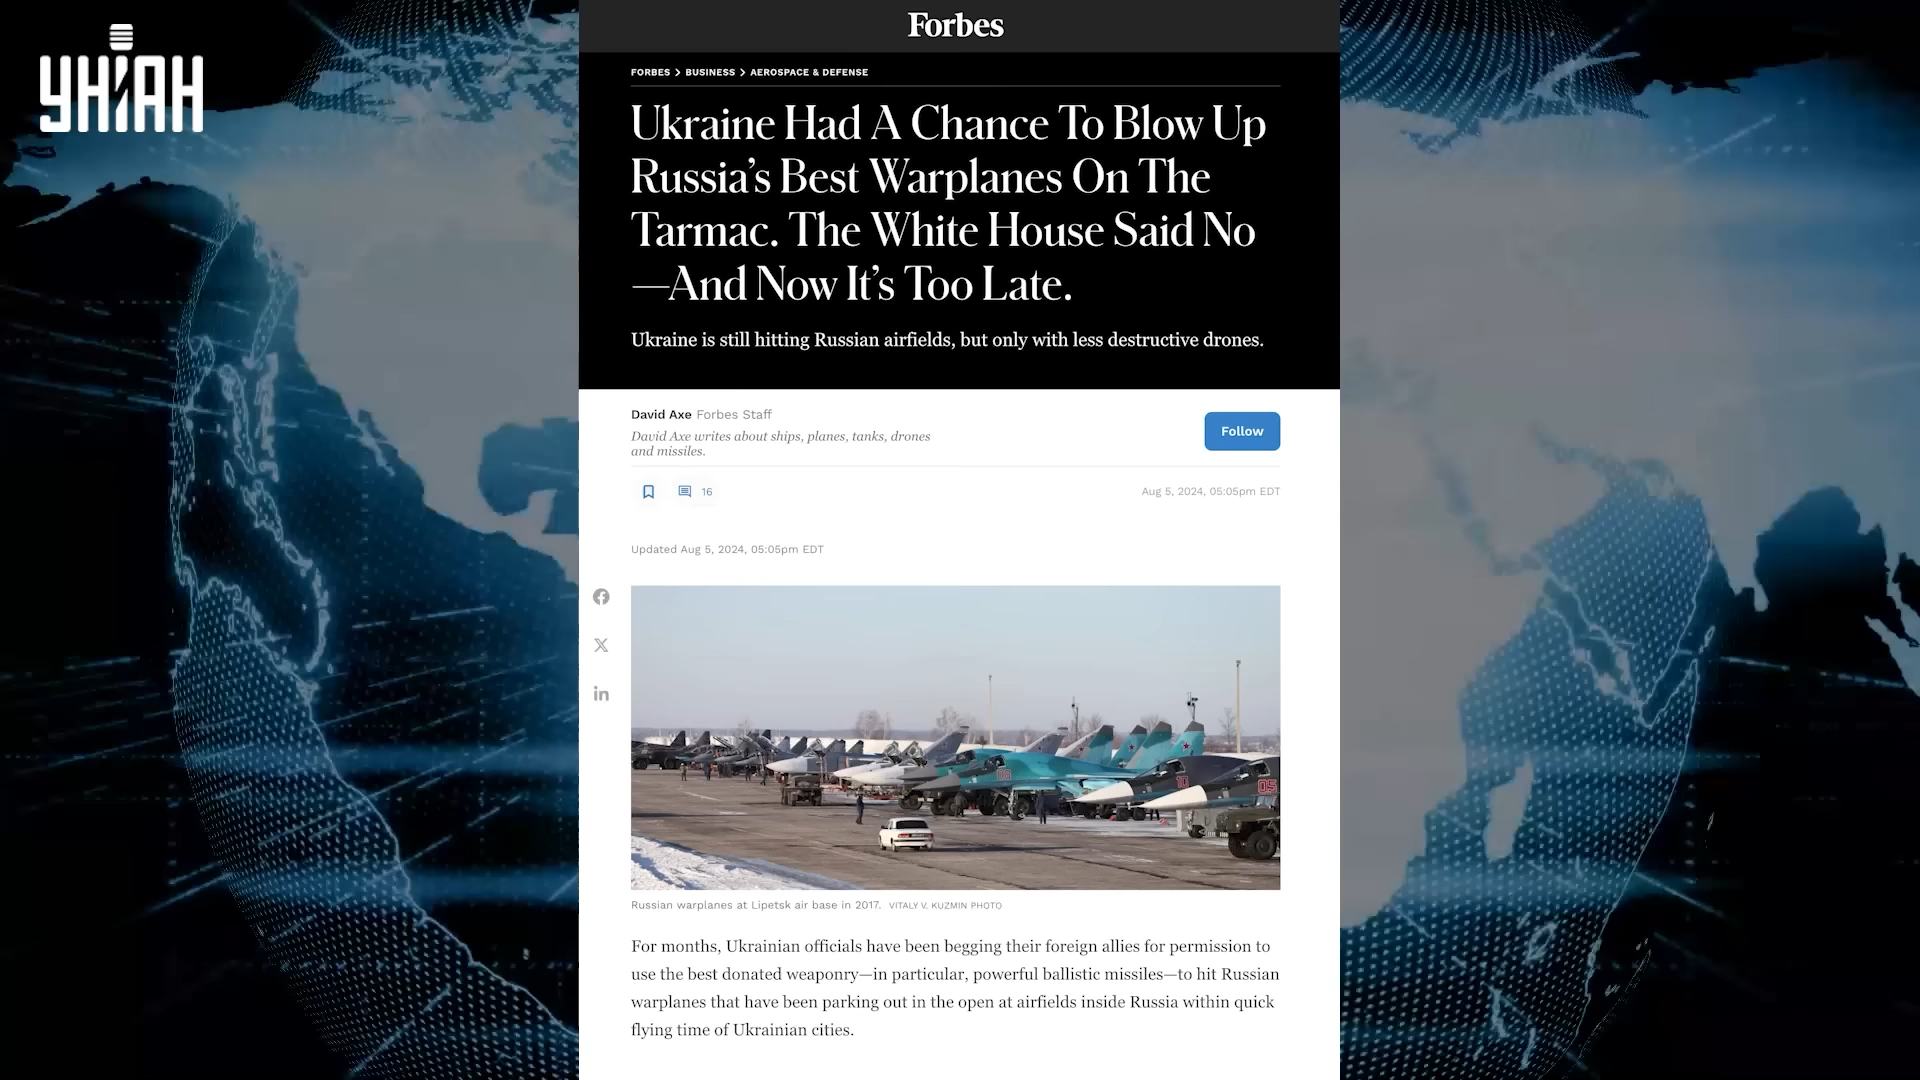 УНІАН
Forbes
FORBES > BUSINESS > AEROSPACE & DEFENSE
Ukraine Had A Chance To Blow Up
Russia’s Best Warplanes On The
Tarmac. The White House Said No
—And Now It’s Too Late.
Ukraine is still hitting Russian airfields, but only with less destructive drones.
David Axe Forbes Staff
David Axe writes about ships, planes, tanks, drones
and missiles.
Follow
16
Aug 5, 2024, 05:05pm EDT
Updated Aug 5, 2024, 05:05pm EDT
06
10
05
Russian warplanes at Lipetsk air base in 2017. VITALY V. KUZMIN PHOTO
For months, Ukrainian officials have been begging their foreign allies for permission to
use the best donated weaponry—in particular, powerful ballistic missiles—to hit Russian
warplanes that have been parking out in the open at airfields inside Russia within quick
flying time of Ukrainian cities.